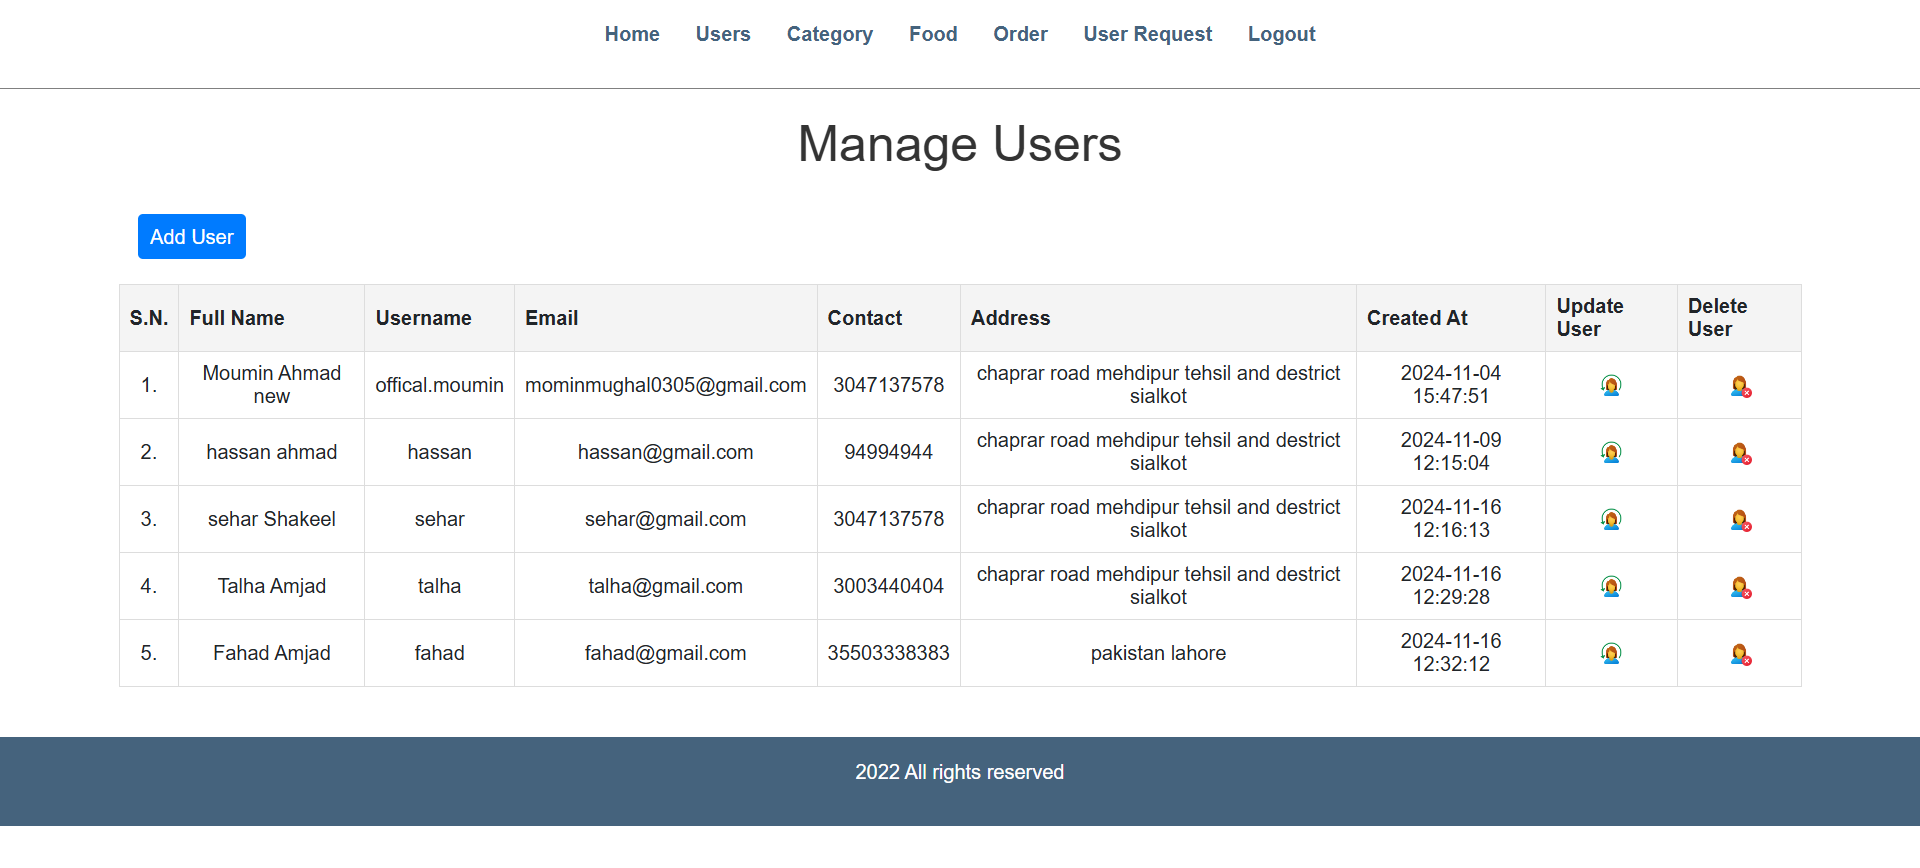 Home Users Category Food Order User Request Logout
Manage Users
Add User
S.N. Full Name Username Email Contact Address Created At Update User Delete User
1. Moumin Ahmad new offical.moumin mominmughal0305@gmail.com 3047137578 chaprar road mehdipur tehsil and destrict sialkot 2024-11-04 15:47:51
2. hassan ahmad hassan hassan@gmail.com 94994944 chaprar road mehdipur tehsil and destrict sialkot 2024-11-09 12:15:04
3. sehar Shakeel sehar sehar@gmail.com 3047137578 chaprar road mehdipur tehsil and destrict sialkot 2024-11-16 12:16:13
4. Talha Amjad talha talha@gmail.com 3003440404 chaprar road mehdipur tehsil and destrict sialkot 2024-11-16 12:29:28
5. Fahad Amjad fahad fahad@gmail.com 35503338383 pakistan lahore 2024-11-16 12:32:12
2022 All rights reserved